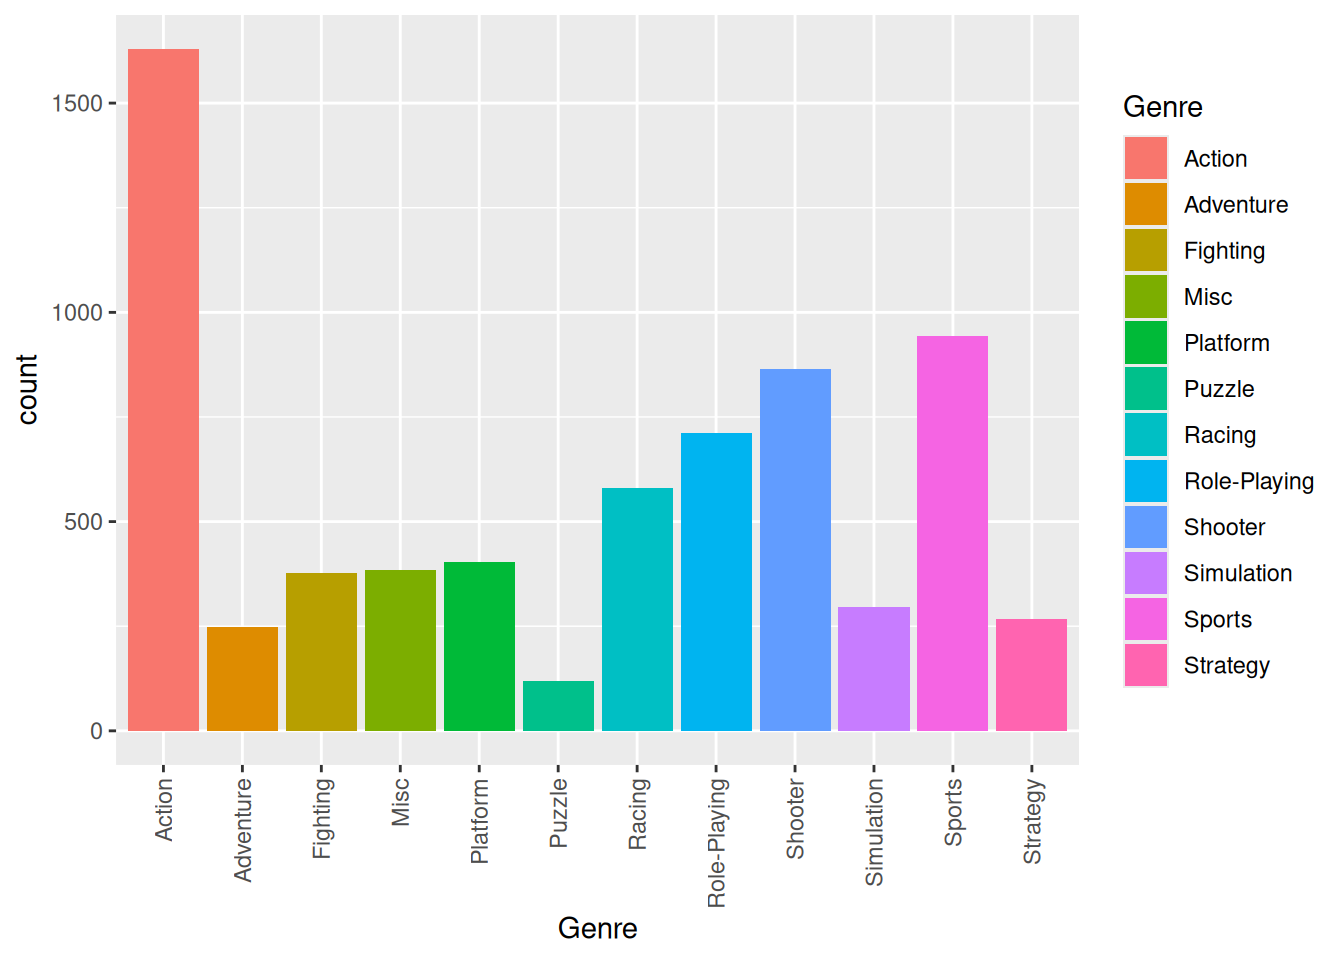 1500
1000
500
0
count
Action
Adventure
Fighting
Misc
Platform
Puzzle
Racing
Role-Playing
Shooter
Simulation
Sports
Strategy
Genre
Genre
Action
Adventure
Fighting
Misc
Platform
Puzzle
Racing
Role-Playing
Shooter
Simulation
Sports
Strategy